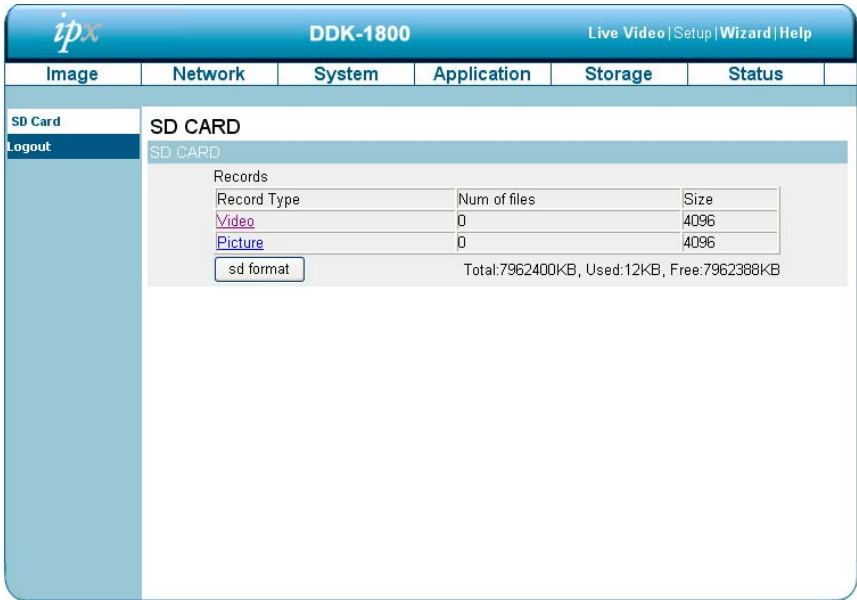 ipx DDK-1800 Live Video | Setup | Wizard | Help
Image Network System Application Storage Status
SD Card
Logout
SD CARD
SD CARD
Records
Record Type Num of files Size
Video 0 4096
Picture 0 4096
sd format Total:7962400KB, Used:12KB, Free:7962388KB